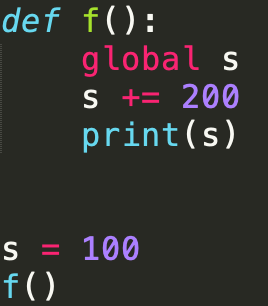 def f():
    global s
    s += 200
    print(s)
s = 100
f()